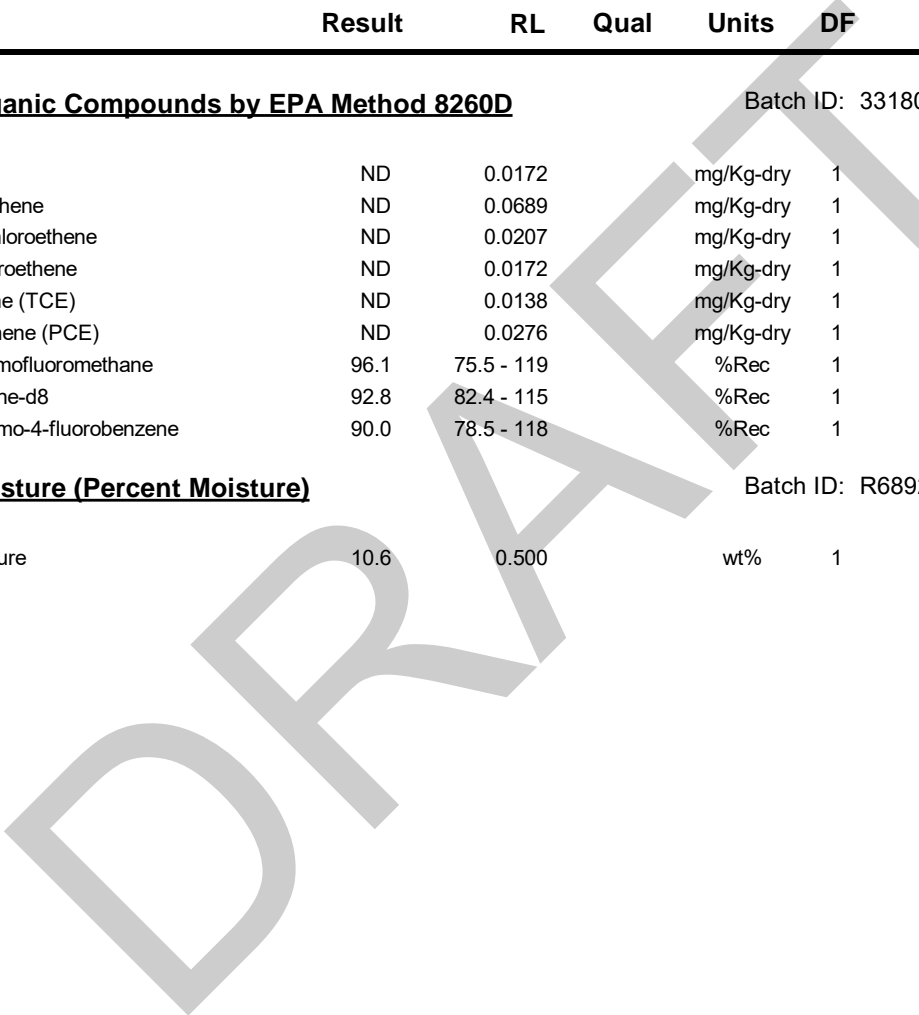 Result RL Qual Units DF
ganic Compounds by EPA Method 8260D Batch ID: 33180
ND 0.0172 mg/Kg-dry 1
thene ND 0.0689 mg/Kg-dry 1
hloroethene ND 0.0207 mg/Kg-dry 1
roethene ND 0.0172 mg/Kg-dry 1
ne (TCE) ND 0.0138 mg/Kg-dry 1
hene (PCE) ND 0.0276 mg/Kg-dry 1
mofluoromethane 96.1 75.5 - 119 %Rec 1
ne-d8 92.8 82.4 - 115 %Rec 1
mo-4-fluorobenzene 90.0 78.5 - 118 %Rec 1
sture (Percent Moisture) Batch ID: R689
ure 10.6 0.500 wt% 1
DRAFT